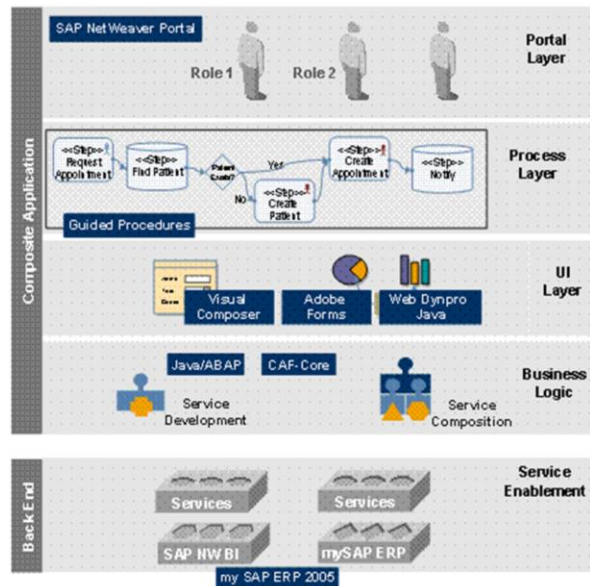 SAP NetWeaver Portal
Role 1
Role 2
Portal
Layer
<<Step>>
Request
Appointment
<<Step>>
Find Patient
Patient
Exists?
Yes
No
<<Step>>
Create
Patient
<<Step>>
Create
Appointment
<<Step>>
Notify
Process
Layer
Guided Procedures
Composite Application
Visual
Composer
Adobe
Forms
Web Dynpro
Java
UI
Layer
Java/ABAP
CAF-Core
Service
Development
Service
Composition
Business
Logic
Back End
Services
Services
SAP NW BI
mySAP ERP
Service
Enablement
my SAP ERP 2005